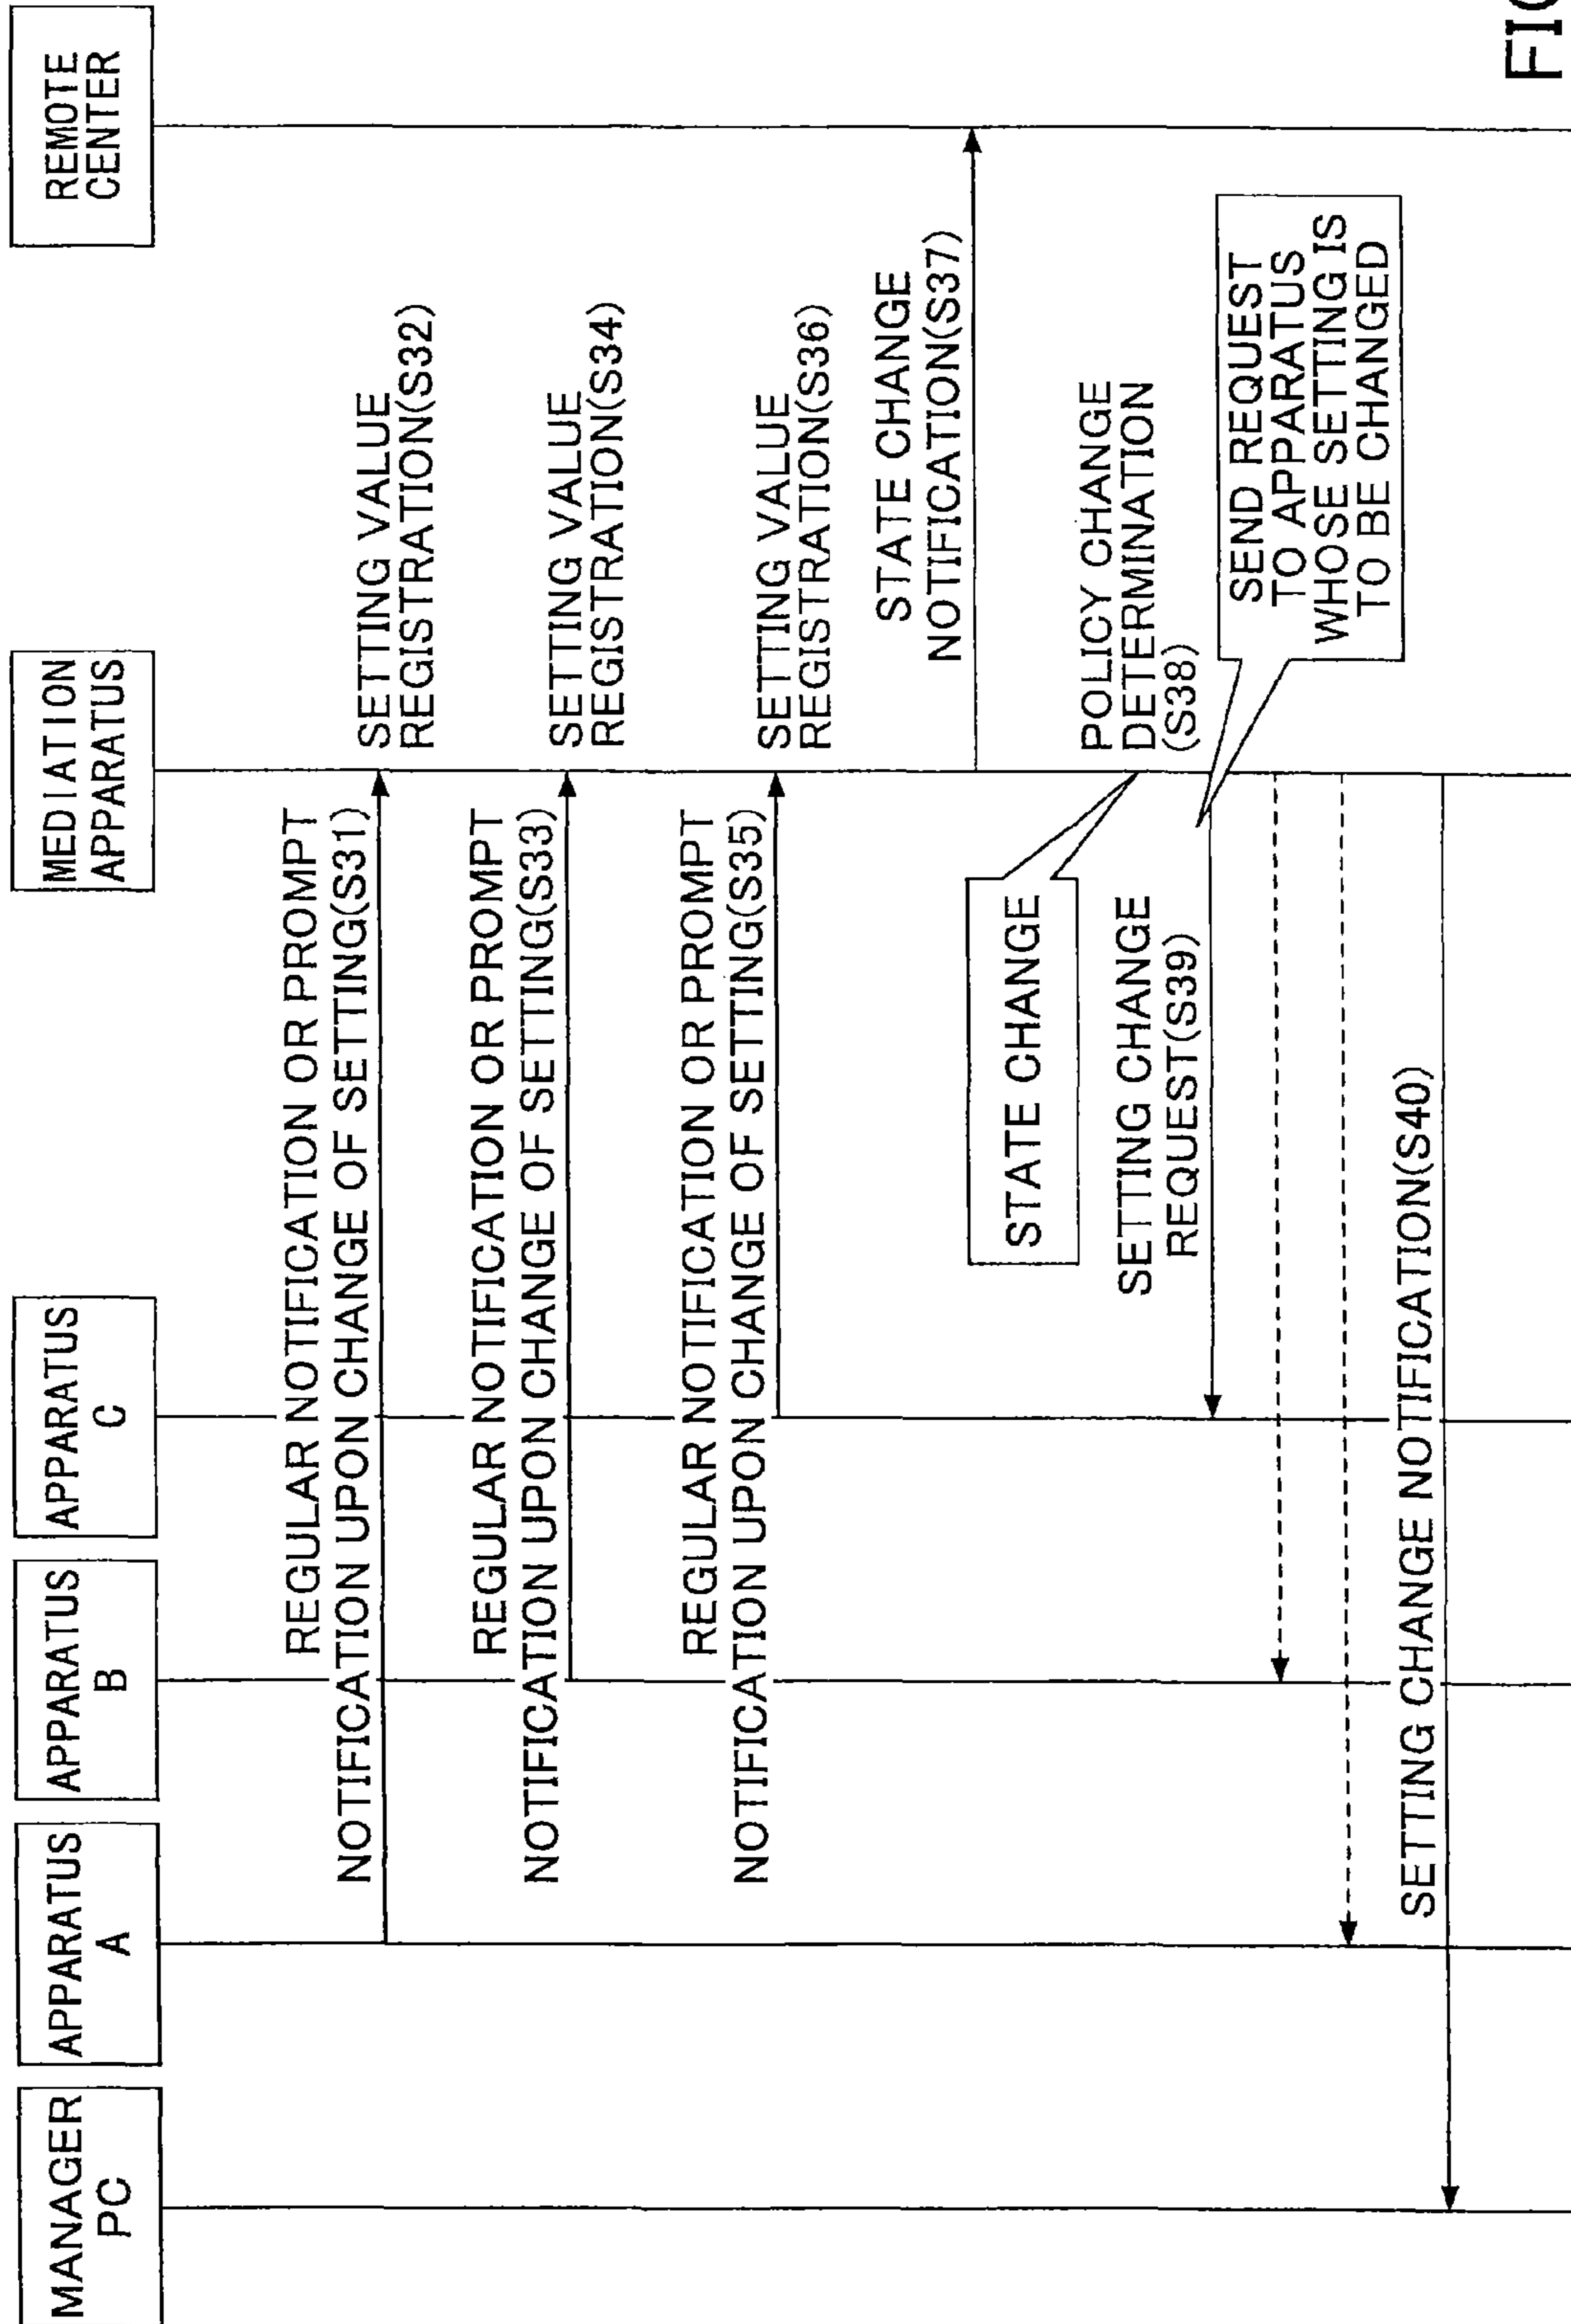 MANAGER
PC
APPARATUS
A
APPARATUS
B
APPARATUS
C
MEDIATION
APPARATUS
REMOTE
CENTER
REGULAR NOTIFICATION OR PROMPT
NOTIFICATION UPON CHANGE OF SETTING(S31)
SETTING VALUE
REGISTRATION(S32)
REGULAR NOTIFICATION OR PROMPT
NOTIFICATION UPON CHANGE OF SETTING(S33)
SETTING VALUE
REGISTRATION(S34)
REGULAR NOTIFICATION OR PROMPT
NOTIFICATION UPON CHANGE OF SETTING(S35)
SETTING VALUE
REGISTRATION(S36)
STATE CHANGE
NOTIFICATION(S37)
STATE CHANGE
POLICY CHANGE
DETERMINATION
(S38)
SETTING CHANGE
REQUEST(S39)
SEND REQUEST
TO APPARATUS
WHOSE SETTING IS
TO BE CHANGED
SETTING CHANGE NOTIFICATION(S40)